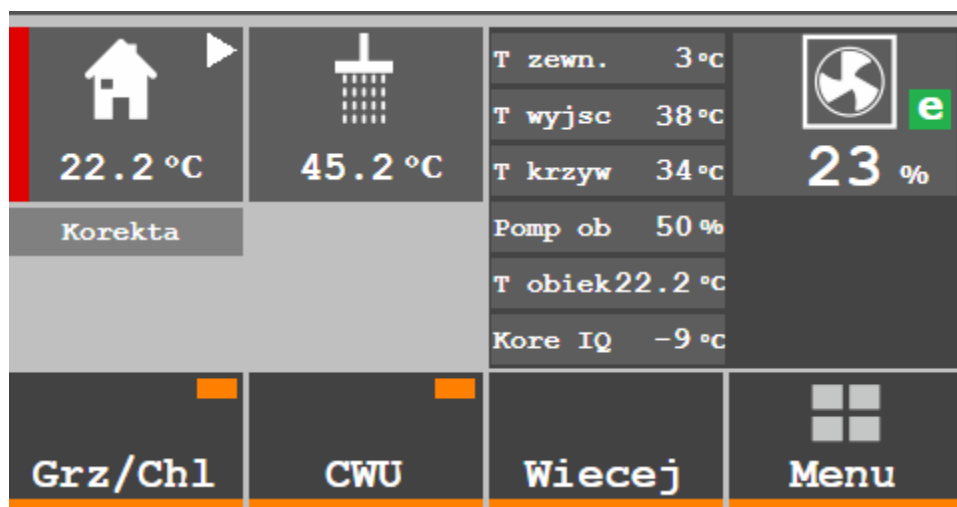 22.2 °C
Korekta
45.2 °C
T zewn. 3 °C
T wyjsc 38 °C
T krzyw 34 °C
Pomp ob 50 %
T obiek 22.2 °C
Kore IQ -9 °C
e
23 %
Grz/Chl
CWU
Wiecej
Menu